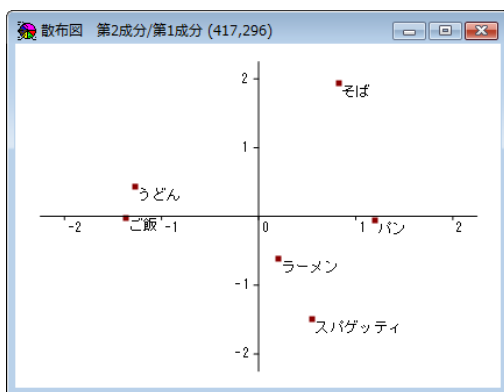 散布図　第2成分/第1成分 (417,296)
2
そば
1
うどん
ご飯
-2
-1
0
1
パン
2
ラーメン
-1
スパゲッティ
-2